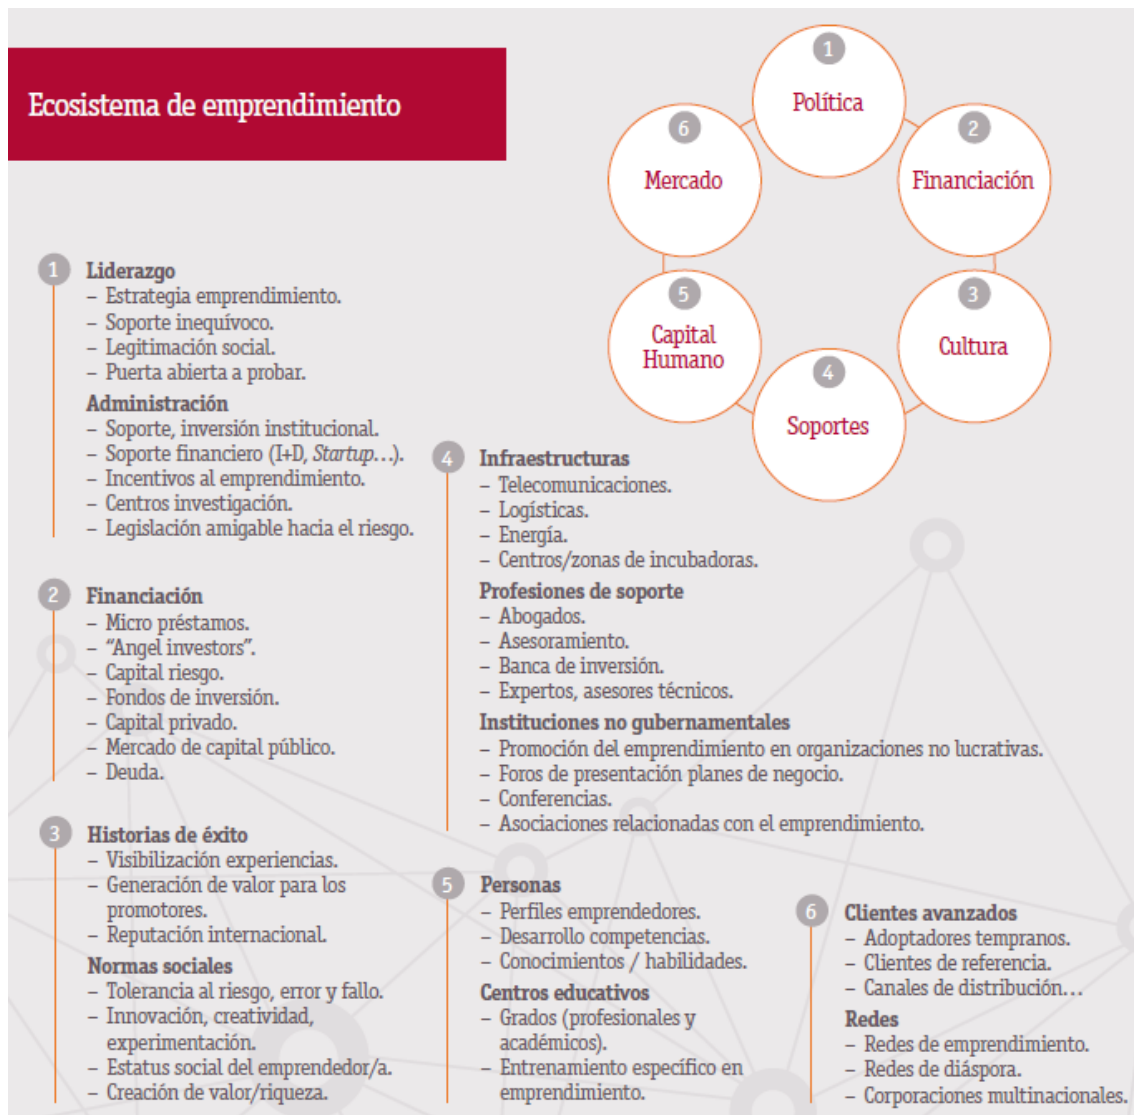 Ecosistema de emprendimiento
1
Política
2
Financiación
3
Cultura
4
Soportes
5
Capital
Humano
6
Mercado
1
Liderazgo
– Estrategia emprendimiento.
– Soporte inequívoco.
– Legitimación social.
– Puerta abierta a probar.
Administración
– Soporte, inversión institucional.
– Soporte financiero (I+D, Startup…).
– Incentivos al emprendimiento.
– Centros investigación.
– Legislación amigable hacia el riesgo.
2
Financiación
– Micro préstamos.
– “Angel investors”.
– Capital riesgo.
– Fondos de inversión.
– Capital privado.
– Mercado de capital público.
– Deuda.
3
Historias de éxito
– Visibilización experiencias.
– Generación de valor para los
promotores.
– Reputación internacional.
Normas sociales
– Tolerancia al riesgo, error y fallo.
– Innovación, creatividad,
experimentación.
– Estatus social del emprendedor/a.
– Creación de valor/riqueza.
4
Infraestructuras
– Telecomunicaciones.
– Logísticas.
– Energía.
– Centros/zonas de incubadoras.
Profesiones de soporte
– Abogados.
– Asesoramiento.
– Banca de inversión.
– Expertos, asesores técnicos.
Instituciones no gubernamentales
– Promoción del emprendimiento en organizaciones no lucrativas.
– Foros de presentación planes de negocio.
– Conferencias.
– Asociaciones relacionadas con el emprendimiento.
5
Personas
– Perfiles emprendedores.
– Desarrollo competencias.
– Conocimientos / habilidades.
Centros educativos
– Grados (profesionales y
académicos).
– Entrenamiento específico en
emprendimiento.
6
Clientes avanzados
– Adoptadores tempranos.
– Clientes de referencia.
– Canales de distribución…
Redes
– Redes de emprendimiento.
– Redes de diáspora.
– Corporaciones multinacionales.